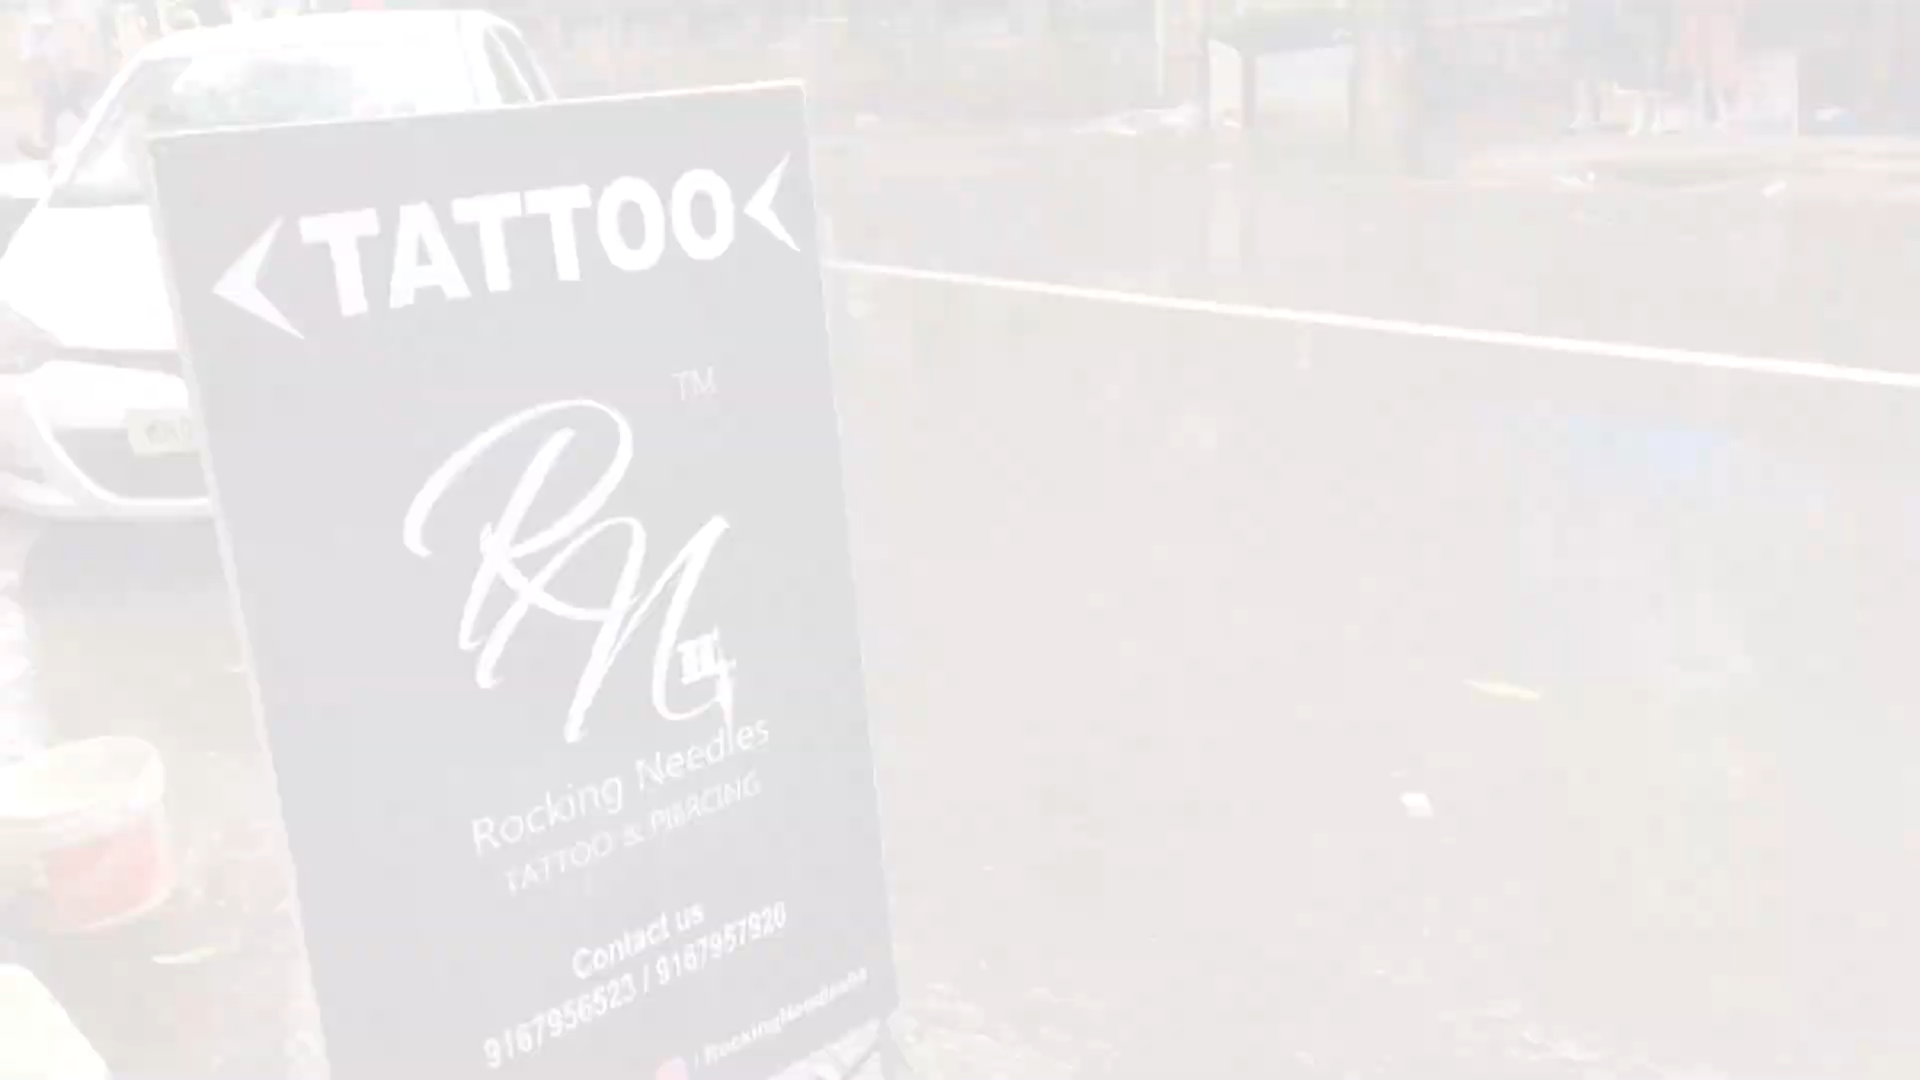 TATTOO
TM
RN
Rocking Needles
TATTOO & PIERCING
Contact us
9167956523 / 9167957920